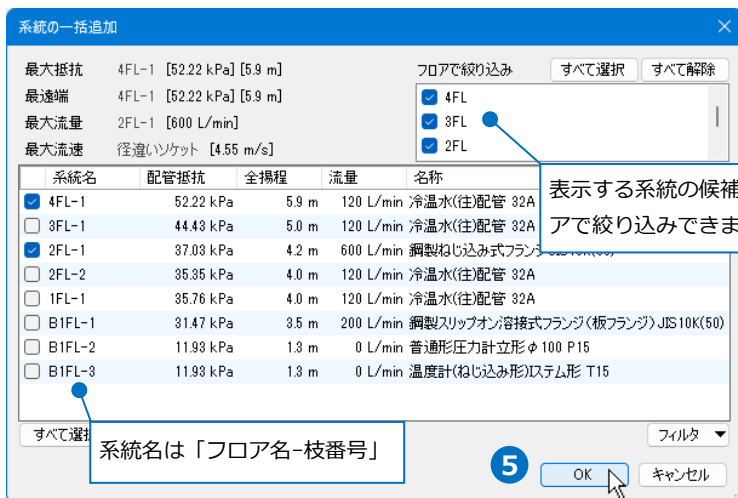 系統の一括追加
最大抵抗 4FL-1 [52.22 kPa] [5.9 m]
最遠端 4FL-1 [52.22 kPa] [5.9 m]
最大流量 2FL-1 [600 L/min]
最大流速 径違いソケット [4.55 m/s]
フロアで絞り込み すべて選択 すべて解除
4FL
3FL
2FL
表示する系統の候補
アで絞り込みできま
系統名 配管抵抗 全揚程 流量 名称
4FL-1 52.22 kPa 5.9 m 120 L/min 冷温水(往)配管 32A
3FL-1 44.43 kPa 5.0 m 120 L/min 冷温水(往)配管 32A
2FL-1 37.03 kPa 4.2 m 600 L/min 鋼製ねじ込み式フランジ
2FL-2 35.35 kPa 4.0 m 120 L/min 冷温水(往)配管 32A
1FL-1 35.76 kPa 4.0 m 120 L/min 冷温水(往)配管 32A
B1FL-1 31.47 kPa 3.5 m 200 L/min 鋼製スリップオン溶接式フランジ(板フランジ) JIS10K(50)
B1FL-2 11.93 kPa 1.3 m 0 L/min 普通形圧力計立形φ100 P15
B1FL-3 11.93 kPa 1.3 m 0 L/min 温度計(ねじ込み形)Iステム形 T15
すべて選
系統名は「フロア名-枝番号」
フィルタ
5 OK キャンセル